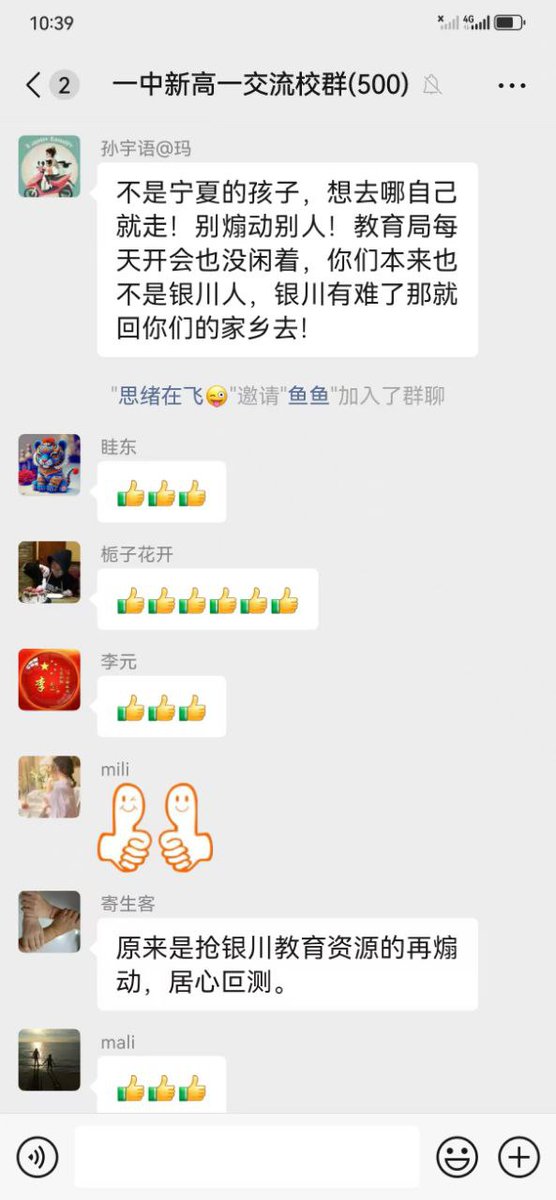 10:39
4G
2
一中新高一交流校群(500)
孙宇语@玛
不是宁夏的孩子，想去哪自己
就走！别煽动别人！教育局每
天开会也没闲着，你们本来也
不是银川人，银川有难了那就
回你们的家乡去！
"思绪在飞😜"邀请"鱼鱼"加入了群聊
眭东
👍👍👍
栀子花开
👍👍👍👍👍👍
李元
李
👍👍👍
mili
寄生客
原来是抢银川教育资源的再煽
动，居心叵测。
mali
👍👍👍